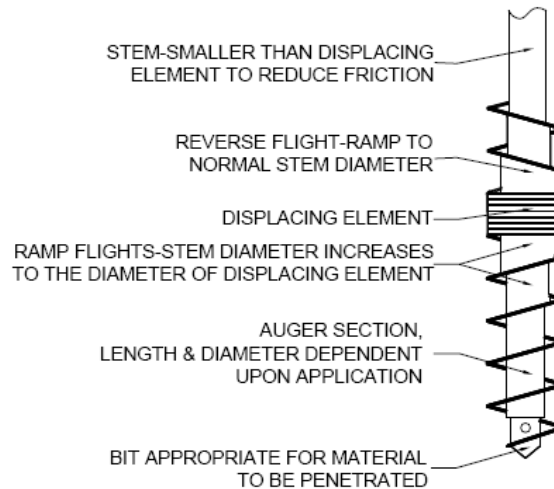 STEM-SMALLER THAN DISPLACING
ELEMENT TO REDUCE FRICTION
REVERSE FLIGHT-RAMP TO
NORMAL STEM DIAMETER
DISPLACING ELEMENT
RAMP FLIGHTS-STEM DIAMETER INCREASES
TO THE DIAMETER OF DISPLACING ELEMENT
AUGER SECTION,
LENGTH & DIAMETER DEPENDENT
UPON APPLICATION
BIT APPROPRIATE FOR MATERIAL
TO BE PENETRATED